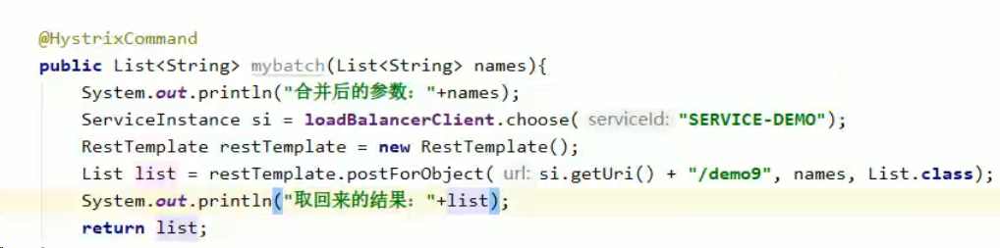 @HystrixCommand
public List<String> mybatch(List<String> names){
System.out.println("合并后的参数："+names);
ServiceInstance si = loadBalancerClient.choose( serviceId: "SERVICE-DEMO");
RestTemplate restTemplate = new RestTemplate();
List list = restTemplate.postForObject( url: si.getUri() + "/demo9", names, List.class);
System.out.println("取回来的结果："+list);
return list;